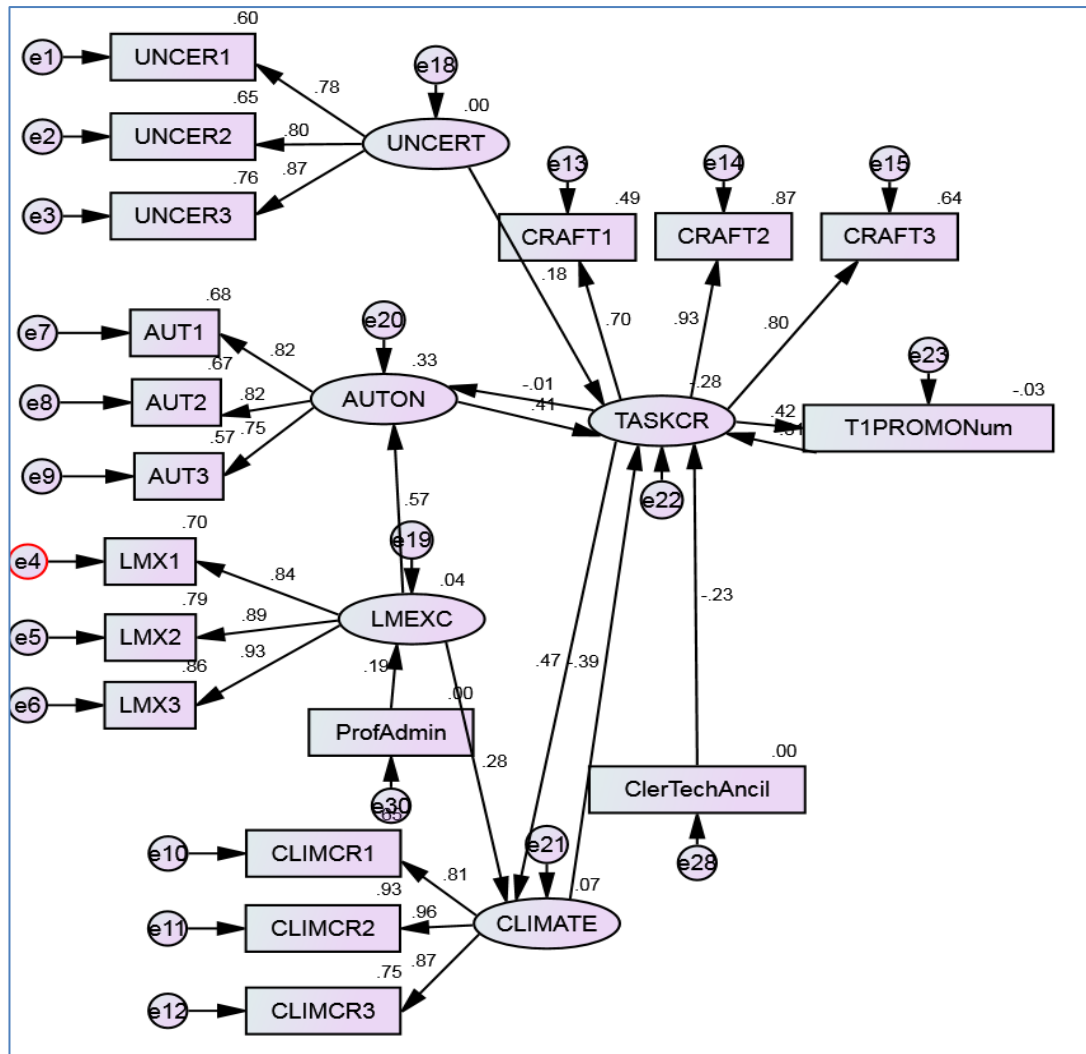 .60
e1
UNCER1
.78
e18
.00
.65
e2
UNCER2
.80
UNCERT
.76
.87
e3
UNCER3
e13
e14
e15
.49
.87
.64
CRAFT1
CRAFT2
CRAFT3
.18
.70
.93
.80
.68
e7
AUT1
.82
e20
.33
e23
.67
e8
AUT2
.82
AUTON
-.01
.41
-.28
TASKCR
.42
-.03
T1PROMONum
.57
.75
e9
AUT3
e22
.57
.70
e4
LMX1
.84
e19
.04
.79
e5
LMX2
.89
LMEXC
-.23
.86
.93
e6
LMX3
.19
.00
.47
-.39
ProfAdmin
.28
.00
ClerTechAncil
e30
.65
e10
CLIMCR1
.81
e21
e28
.93
.07
e11
CLIMCR2
.96
CLIMATE
.75
.87
e12
CLIMCR3